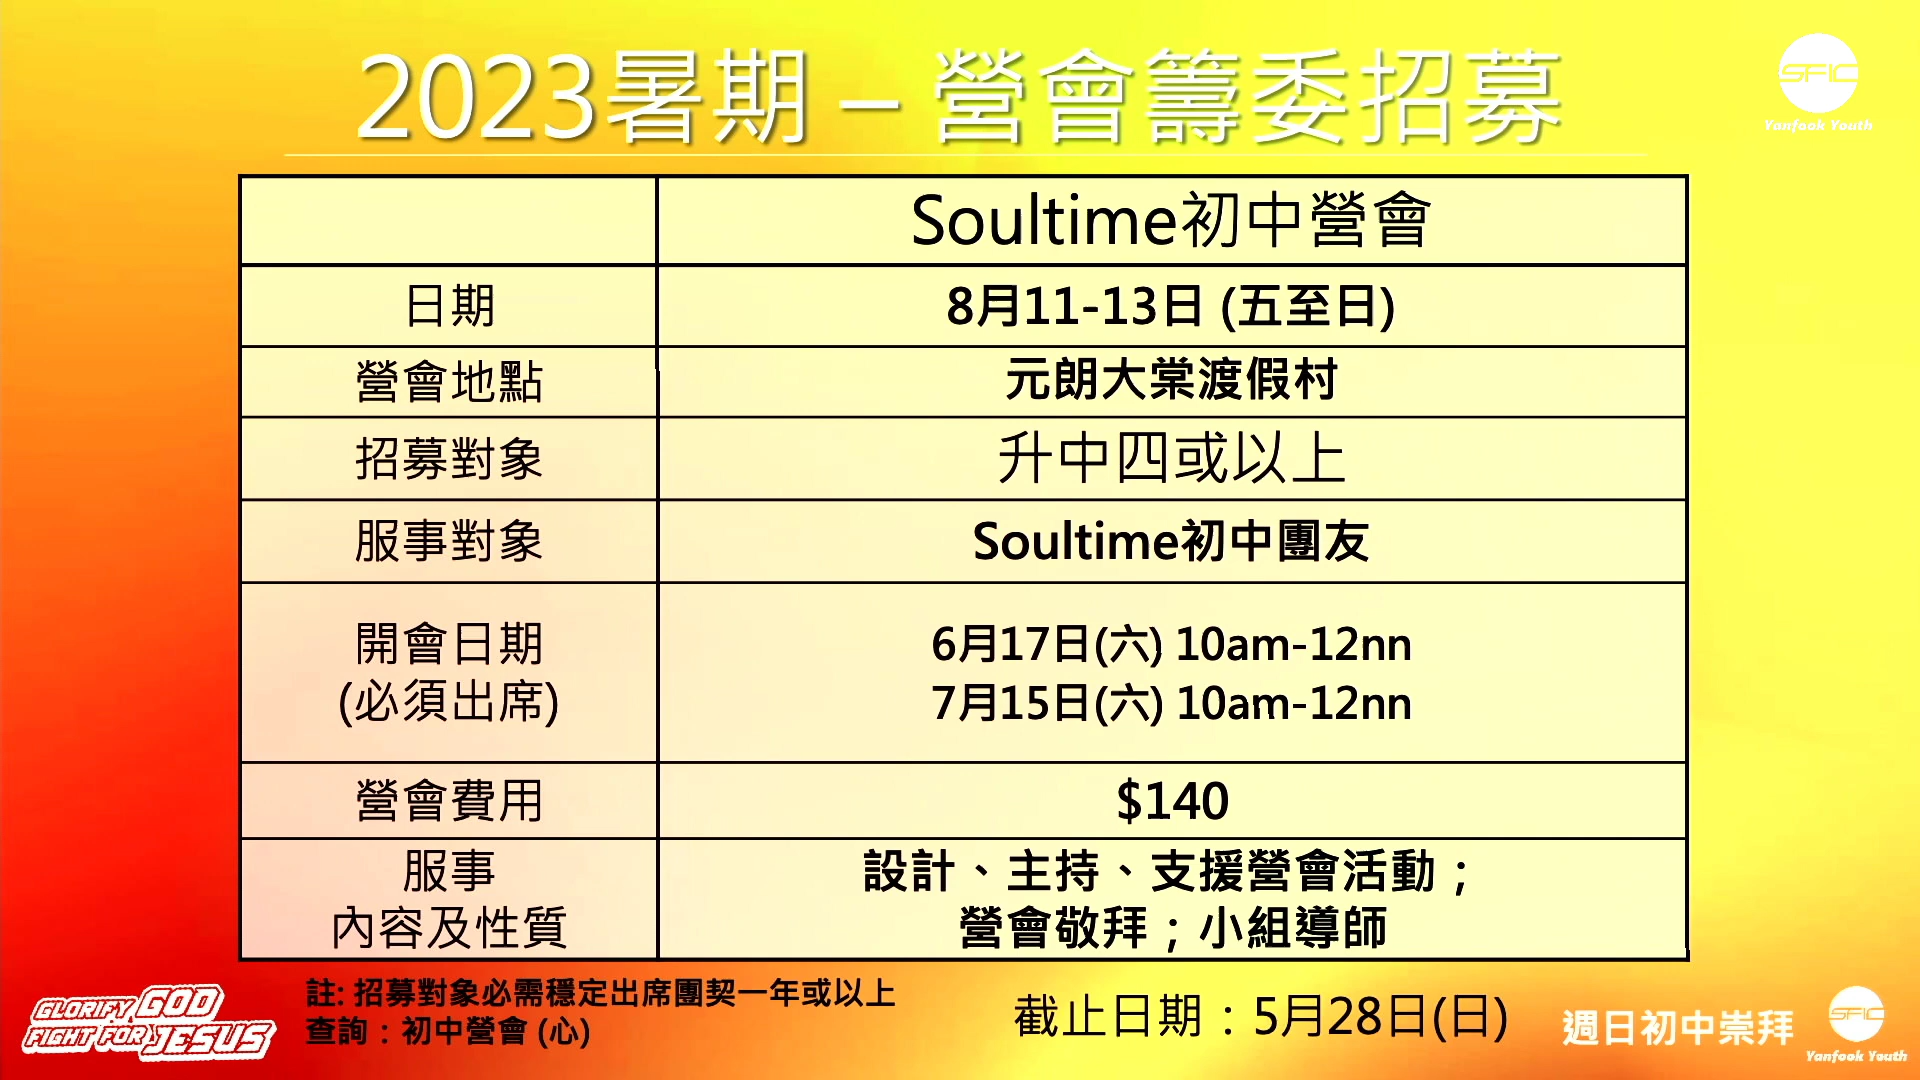 2023暑期 – 營會籌委招募
SFIC
Yanfook Youth
Soultime初中營會
日期
8月11-13日 (五至日)
營會地點
元朗大棠渡假村
招募對象
升中四或以上
服事對象
Soultime初中團友
開會日期
(必須出席)
6月17日(六) 10am-12nn
7月15日(六) 10am-12nn
營會費用
$140
服事
內容及性質
設計、主持、支援營會活動；
營會敬拜；小組導師
GLORIFY GOD
FIGHT FOR JESUS
註: 招募對象必需穩定出席團契一年或以上
查詢：初中營會 (心)
截止日期：5月28日(日)
週日初中崇拜
SFIC
Yanfook Youth